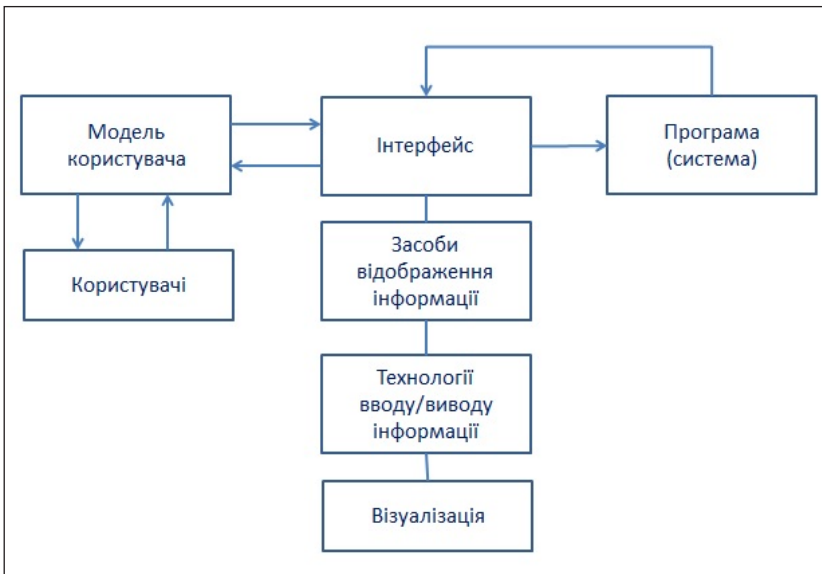 Модель
користувача
Інтерфейс
Програма
(система)
Користувачі
Засоби
відображення
інформації
Технології
вводу/виводу
інформації
Візуалізація